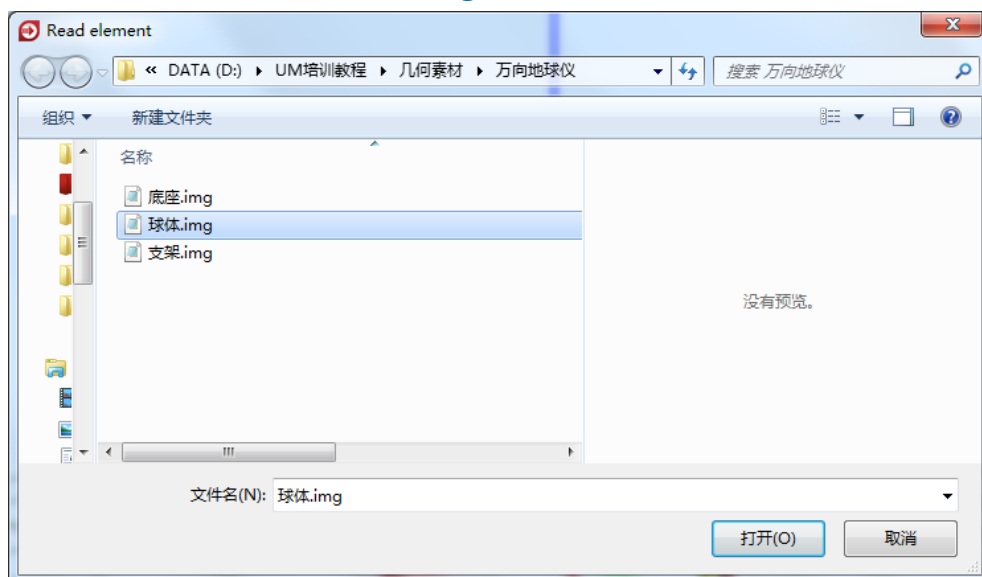 Read element
« DATA (D:) UM培训教程 几何素材 万向地球仪 搜索 万向地球仪
组织 新建文件夹
名称
底座.img
球体.img
支架.img
没有预览。
文件名(N): 球体.img
打开(O) 取消